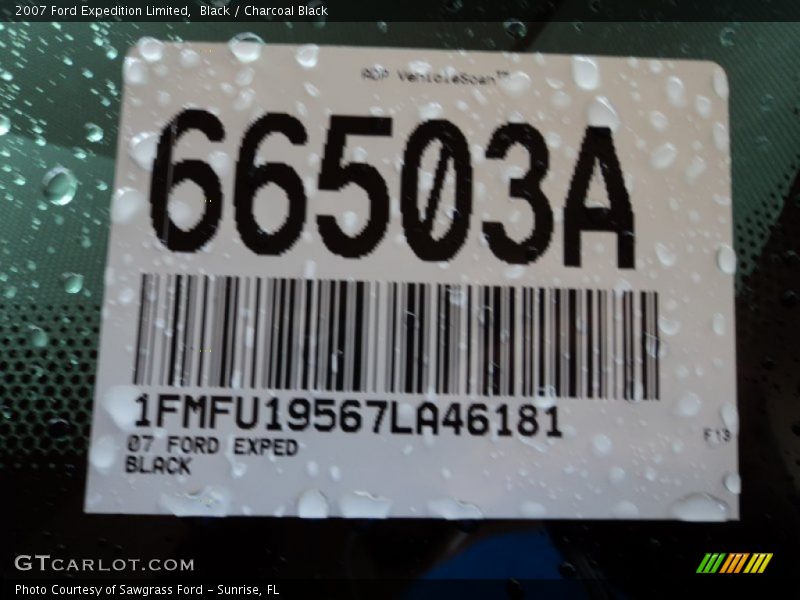 2007 Ford Expedition Limited,  Black / Charcoal Black
ADP VehicleScan™
66503A
1FMFU19567LA46181
07 FORD EXPED
F13
BLACK
GTCARLOT.COM
Photo Courtesy of Sawgrass Ford - Sunrise, FL